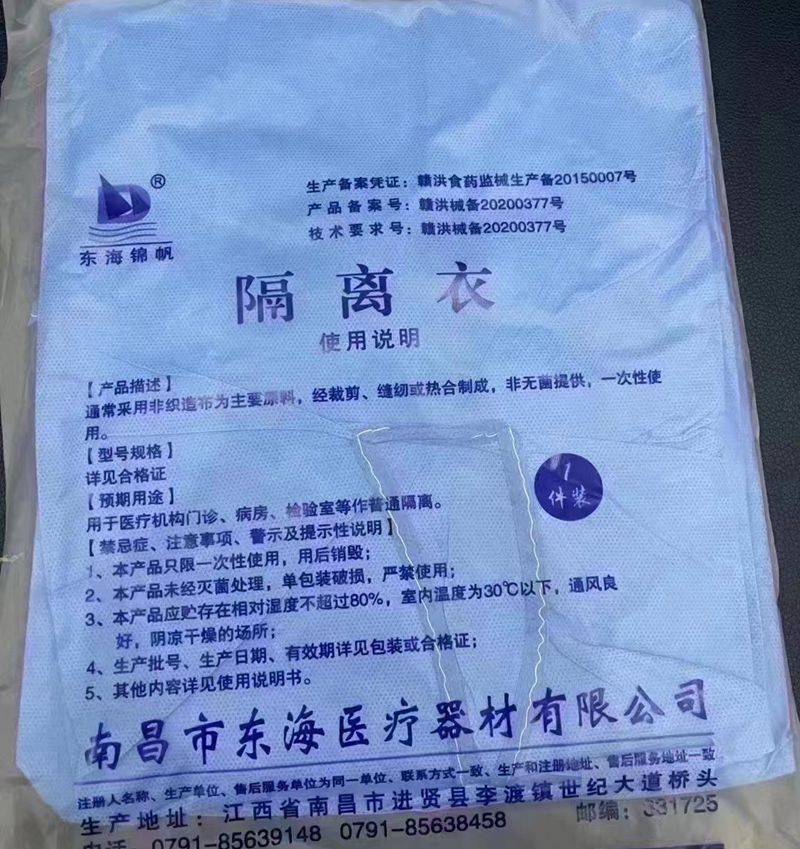 ®
东海锦帆
生产备案凭证：赣洪食药监械生产备20150007号
产品备案号：赣洪械备20200377号
技术要求号：赣洪械备20200377号
隔离衣
使用说明
【产品描述】
通常采用非织造布为主要原料，经裁剪、缝纫或热合制成，非无菌提供，一次性使
用。
【型号规格】
详见合格证
【预期用途】
用于医疗机构门诊、病房、检验室等作普通隔离。
【禁忌症、注意事项、警示及提示性说明】
1、本产品只限一次性使用，用后销毁；
2、本产品未经灭菌处理，单包装破损，严禁使用；
3、本产品应贮存在相对湿度不超过80%，室内温度为30℃以下，通风良
好，阴凉干燥的场所；
4、生产批号、生产日期、有效期详见包装或合格证；
5、其他内容详见使用说明书。
1
件装
南昌市东海医疗器材有限公司
注册人名称、生产单位、售后服务单位为同一单位、联系方式一致、生产和注册地址、售后服务地址一致
生产地址：江西省南昌市进贤县李渡镇世纪大道桥头
邮编：331725
电话 0791-85639148 0791-85638458